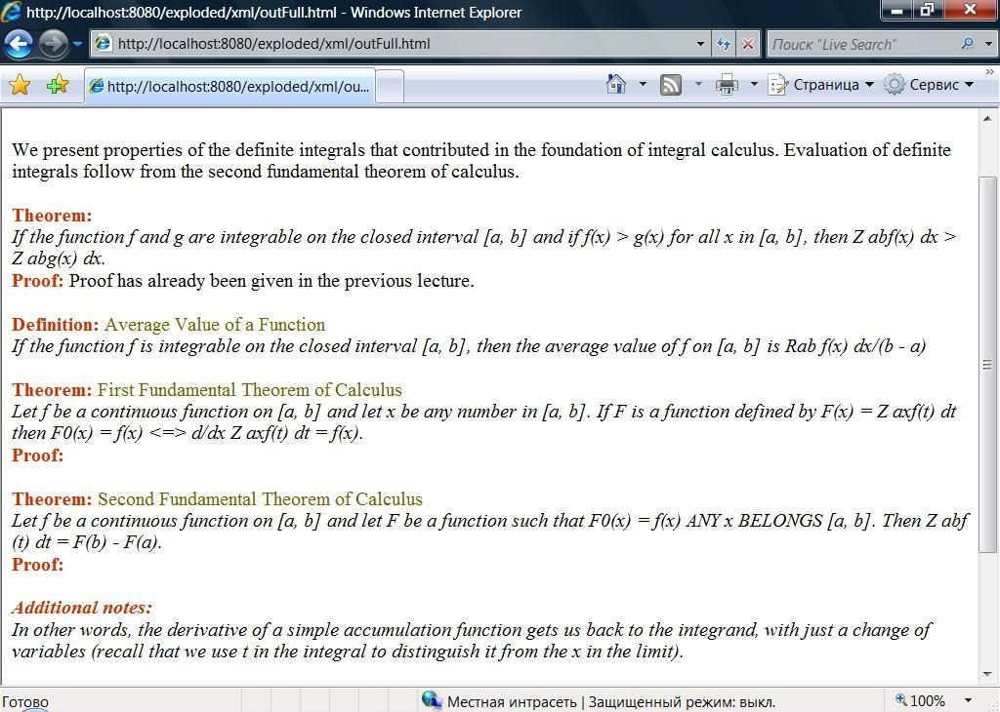 http://localhost:8080/exploded/xml/outFull.html - Windows Internet Explorer
http://localhost:8080/exploded/xml/outFull.html
Поиск "Live Search"
http://localhost:8080/exploded/xml/ou...
Страница
Сервис
We present properties of the definite integrals that contributed in the foundation of integral calculus. Evaluation of definite
integrals follow from the second fundamental theorem of calculus.
Theorem:
If the function f and g are integrable on the closed interval [a, b] and if f(x) > g(x) for all x in [a, b], then Z abf(x) dx >
Z abg(x) dx.
Proof: Proof has already been given in the previous lecture.
Definition: Average Value of a Function
If the function f is integrable on the closed interval [a, b], then the average value of f on [a, b] is Rab f(x) dx/(b - a)
Theorem: First Fundamental Theorem of Calculus
Let f be a continuous function on [a, b] and let x be any number in [a, b]. If F is a function defined by F(x) = Z axf(t) dt
then F0(x) = f(x) <=> d/dx Z axf(t) dt = f(x).
Proof:
Theorem: Second Fundamental Theorem of Calculus
Let f be a continuous function on [a, b] and let F be a function such that F0(x) = f(x) ANY x BELONGS [a, b]. Then Z abf
(t) dt = F(b) - F(a).
Proof:
Additional notes:
In other words, the derivative of a simple accumulation function gets us back to the integrand, with just a change of
variables (recall that we use t in the integral to distinguish it from the x in the limit).
Готово
Местная интрасеть | Защищенный режим: выкл.
100%